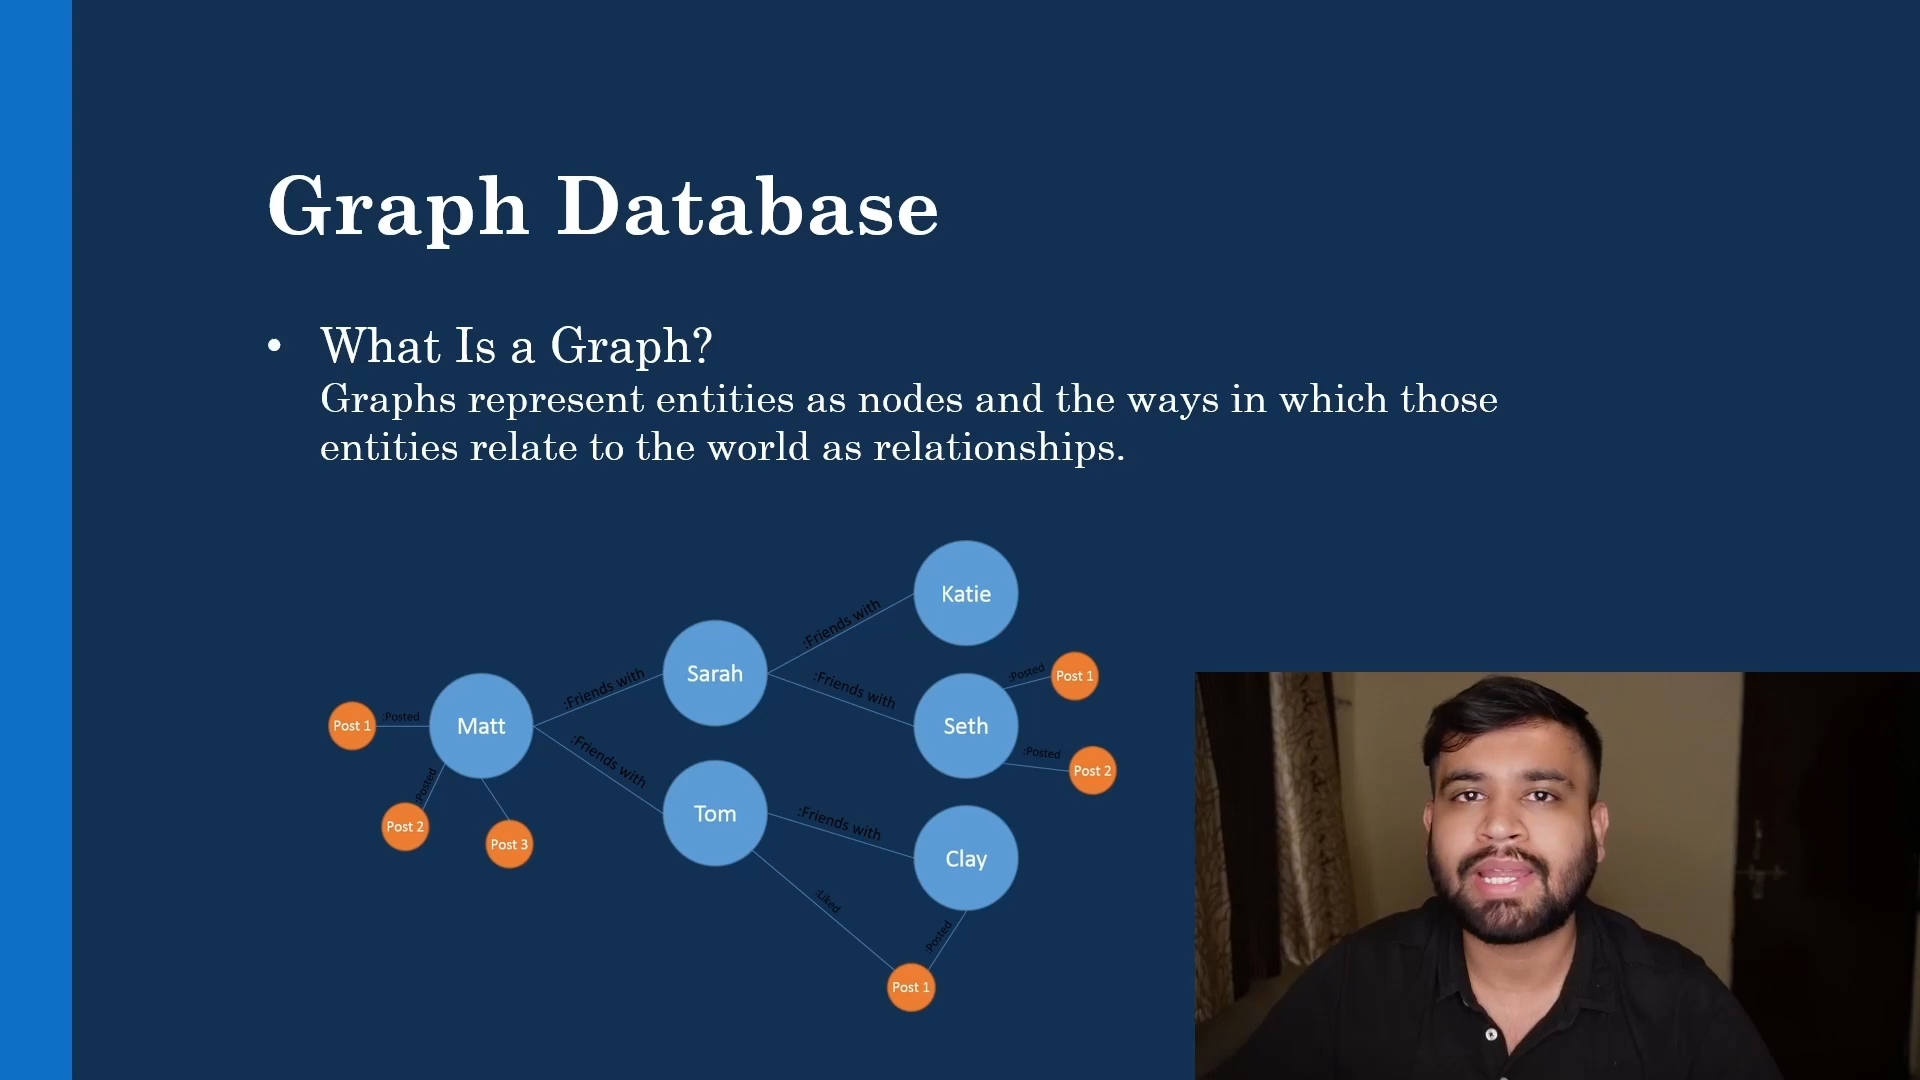 Graph Database
• What Is a Graph?
Graphs represent entities as nodes and the ways in which those
entities relate to the world as relationships.
Katie
:Friends with
Sarah
:Posted
Post 1
:Friends with
:Friends with
Post 1
:Posted
Matt
Seth
:Friends with
:Posted
Post 2
:Posted
Tom
:Friends with
Post 2
Post 3
Clay
:Liked
:Posted
Post 1